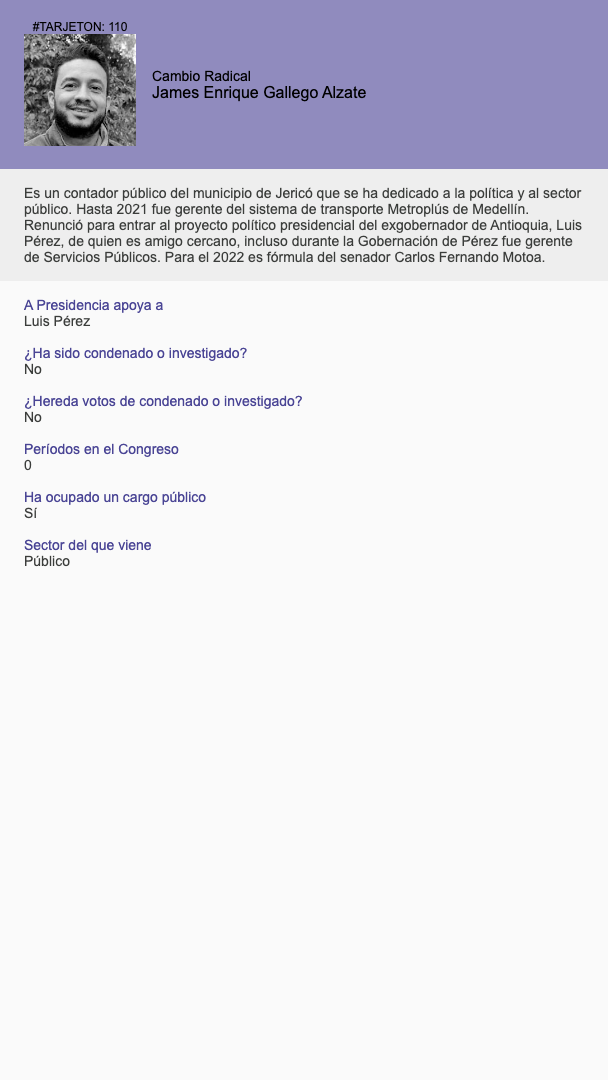 #TARJETON: 110
Cambio Radical
James Enrique Gallego Alzate
Es un contador público del municipio de Jericó que se ha dedicado a la política y al sector
público. Hasta 2021 fue gerente del sistema de transporte Metroplús de Medellín.
Renunció para entrar al proyecto político presidencial del exgobernador de Antioquia, Luis
Pérez, de quien es amigo cercano, incluso durante la Gobernación de Pérez fue gerente
de Servicios Públicos. Para el 2022 es fórmula del senador Carlos Fernando Motoa.
A Presidencia apoya a
Luis Pérez
¿Ha sido condenado o investigado?
No
¿Hereda votos de condenado o investigado?
No
Períodos en el Congreso
0
Ha ocupado un cargo público
Sí
Sector del que viene
Público